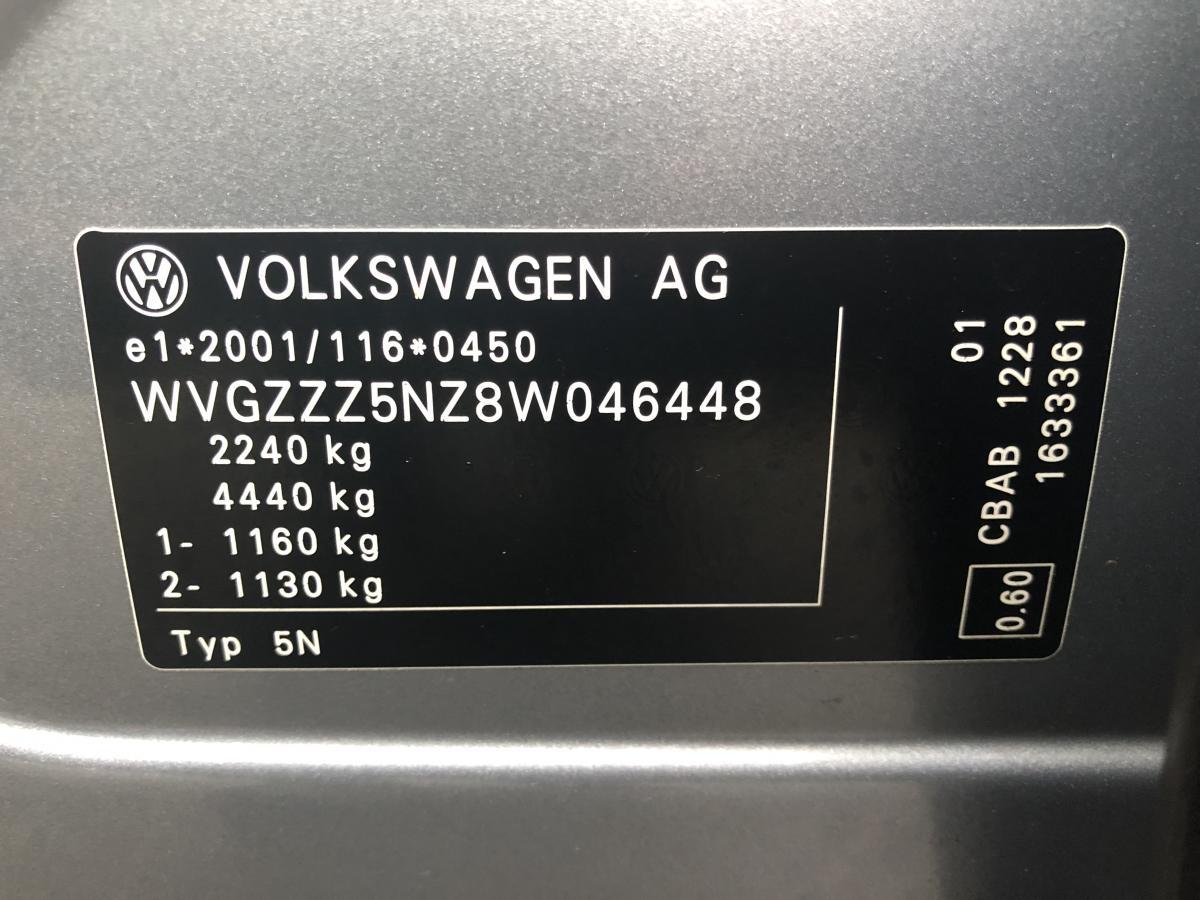 VOLKSWAGEN AG
e1*2001/116*0450
WVGZZZ5NZ8W046448
2240 kg
4440 kg
1- 1160 kg
2- 1130 kg
Typ 5N
01
CBAB 1228
1633361
0.60